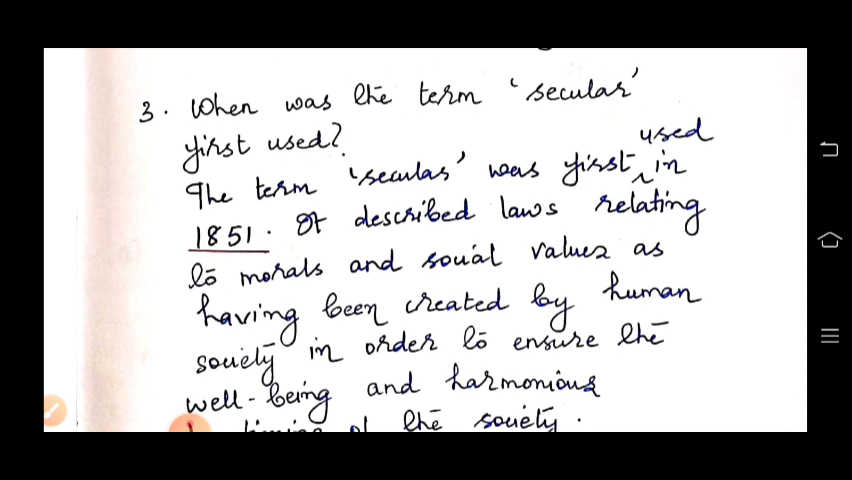 3. When was the term 'secular'
first used?
The term 'secular' was first used in
1851. It described laws relating
to morals and social values as
having been created by human
society in order to ensure the
well-being and harmonious
of the society.